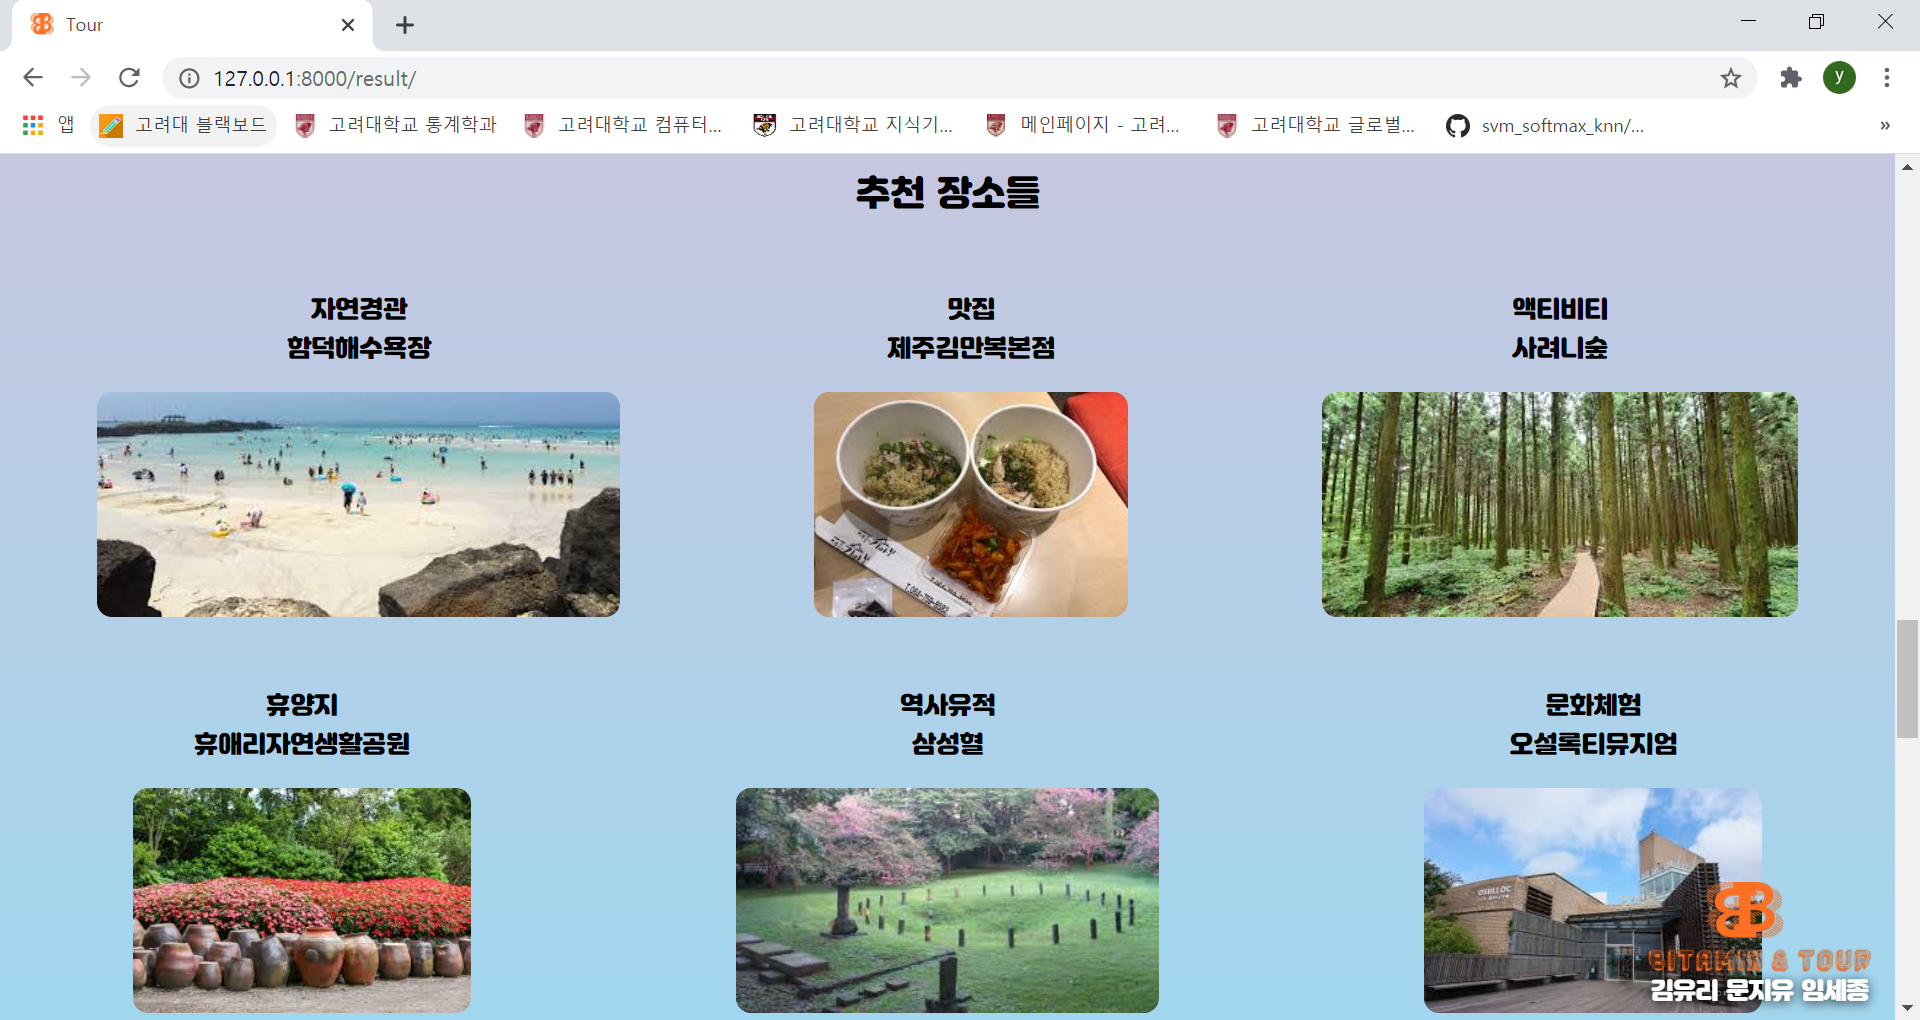 Tour
127.0.0.1:8000/result/
y
앱
고려대 블랙보드
고려대학교 통계학과
고려대학교 컴퓨터...
고려대학교 지식기...
메인페이지 - 고려...
고려대학교 글로벌...
svm_softmax_knn/...
»
추천 장소들
자연경관
함덕해수욕장
맛집
제주김만복본점
액티비티
사려니숲
휴양지
휴애리자연생활공원
역사유적
삼성혈
문화체험
오설록티뮤지엄
OSULLOC
BITAMIN & TOUR
김유리 문지유 임세종